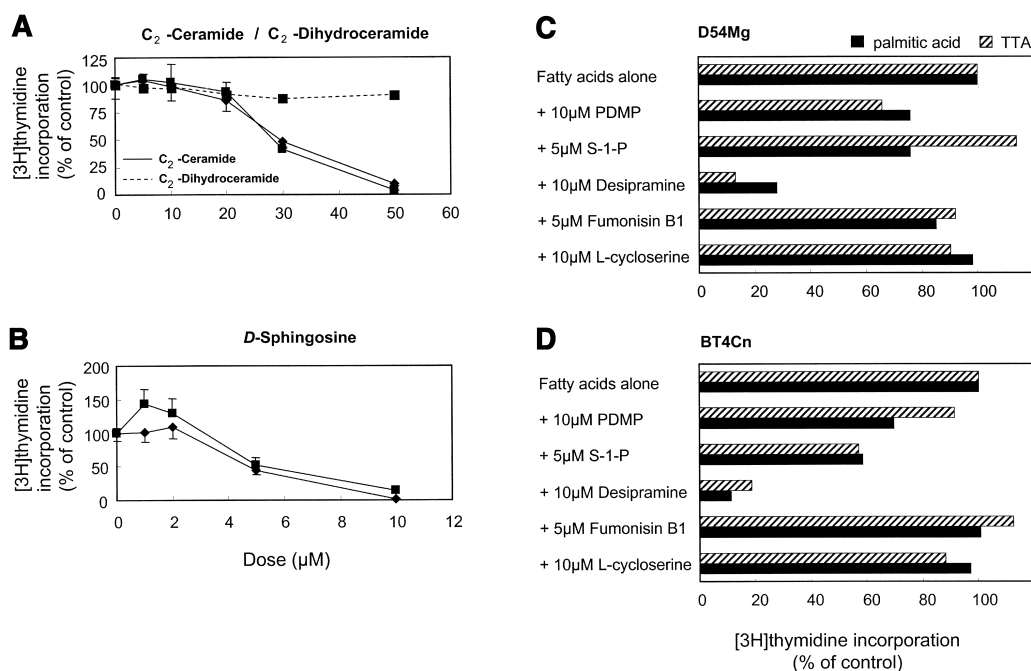 A
C2 -Ceramide / C2 -Dihydroceramide
[3H]thymidine
incorporation
(% of control)
125
100
75
50
25
0
C2 -Ceramide
C2 -Dihydroceramide
0 10 20 30 40 50 60
B
D-Sphingosine
[3H]thymidine
incorporation
(% of control)
200
150
100
50
0
0 2 4 6 8 10 12
Dose (µM)
C
D54Mg
palmitic acid TTA
Fatty acids alone
+ 10µM PDMP
+ 5µM S-1-P
+ 10µM Desipramine
+ 5µM Fumonisin B1
+ 10µM L-cycloserine
0 20 40 60 80 100
D
BT4Cn
Fatty acids alone
+ 10µM PDMP
+ 5µM S-1-P
+ 10µM Desipramine
+ 5µM Fumonisin B1
+ 10µM L-cycloserine
0 20 40 60 80 100
[3H]thymidine incorporation
(% of control)